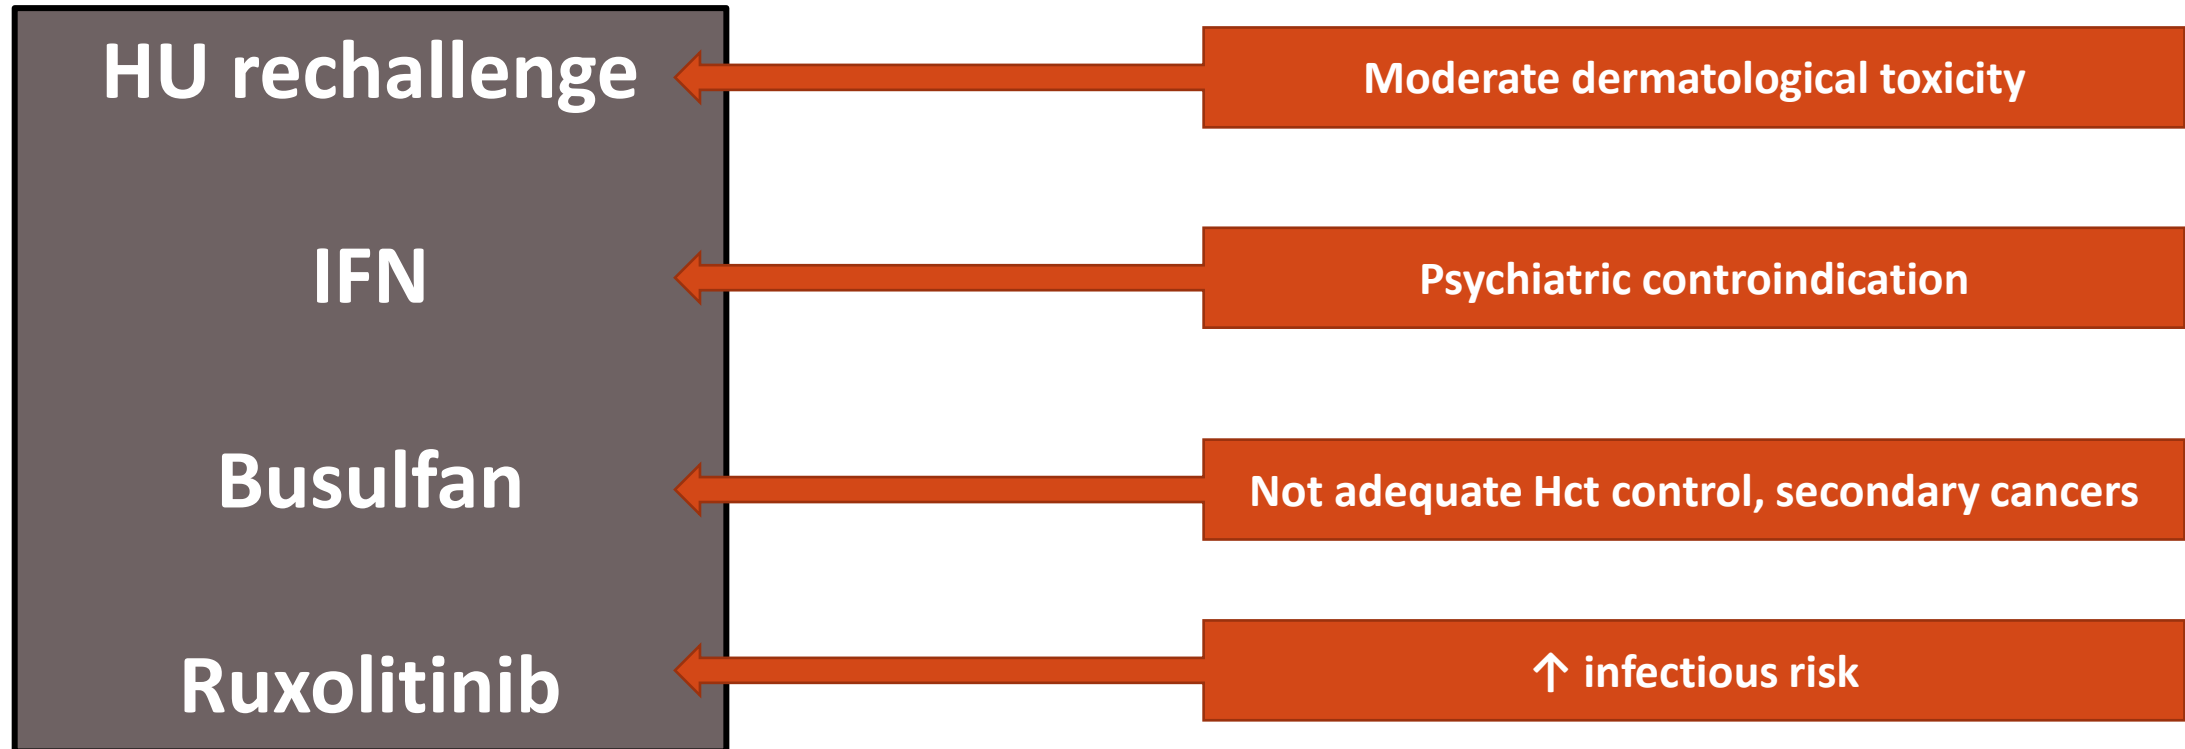 HU rechallenge
Moderate dermatological toxicity
IFN
Psychiatric controindication
Busulfan
Not adequate Hct control, secondary cancers
Ruxolitinib
↑ infectious risk